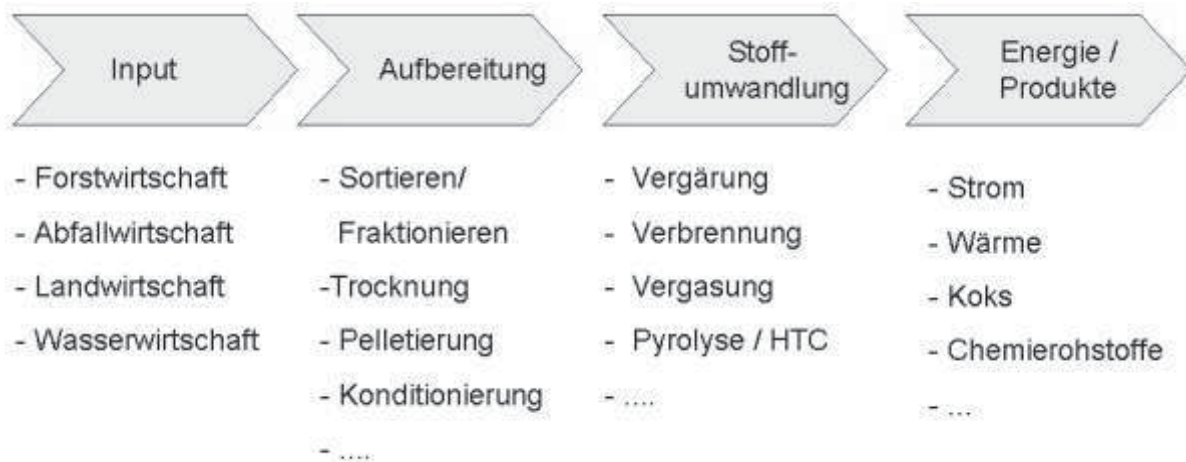 Input
Aufbereitung
Stoff-
umwandlung
Energie /
Produkte
- Forstwirtschaft
- Abfallwirtschaft
- Landwirtschaft
- Wasserwirtschaft
- Sortieren/
Fraktionieren
-Trocknung
- Pelletierung
- Konditionierung
- ....
- Vergärung
- Verbrennung
- Vergasung
- Pyrolyse / HTC
- ....
- Strom
- Wärme
- Koks
- Chemierohstoffe
- ...